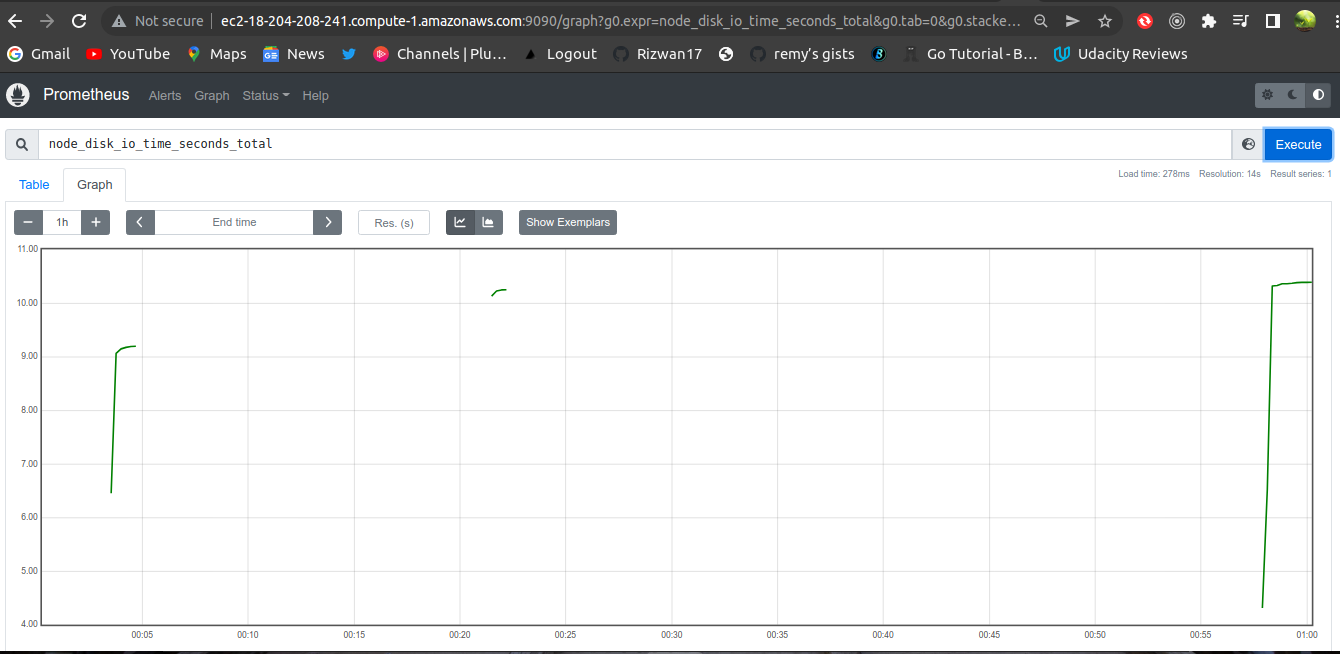 Not secure | ec2-18-204-208-241.compute-1.amazonaws.com:9090/graph?g0.expr=node_disk_io_time_seconds_total&g0.tab=0&g0.stacke…
Gmail YouTube Maps News Channels | Plu… Logout Rizwan17 remy's gists Go Tutorial - B… Udacity Reviews
Prometheus Alerts Graph Status Help
node_disk_io_time_seconds_total Execute
Load time: 278ms Resolution: 14s Result series: 1
Table Graph
− 1h + End time Res. (s) Show Exemplars
11.00
10.00
9.00
8.00
7.00
6.00
5.00
4.00
00:05 00:10 00:15 00:20 00:25 00:30 00:35 00:40 00:45 00:50 00:55 01:00